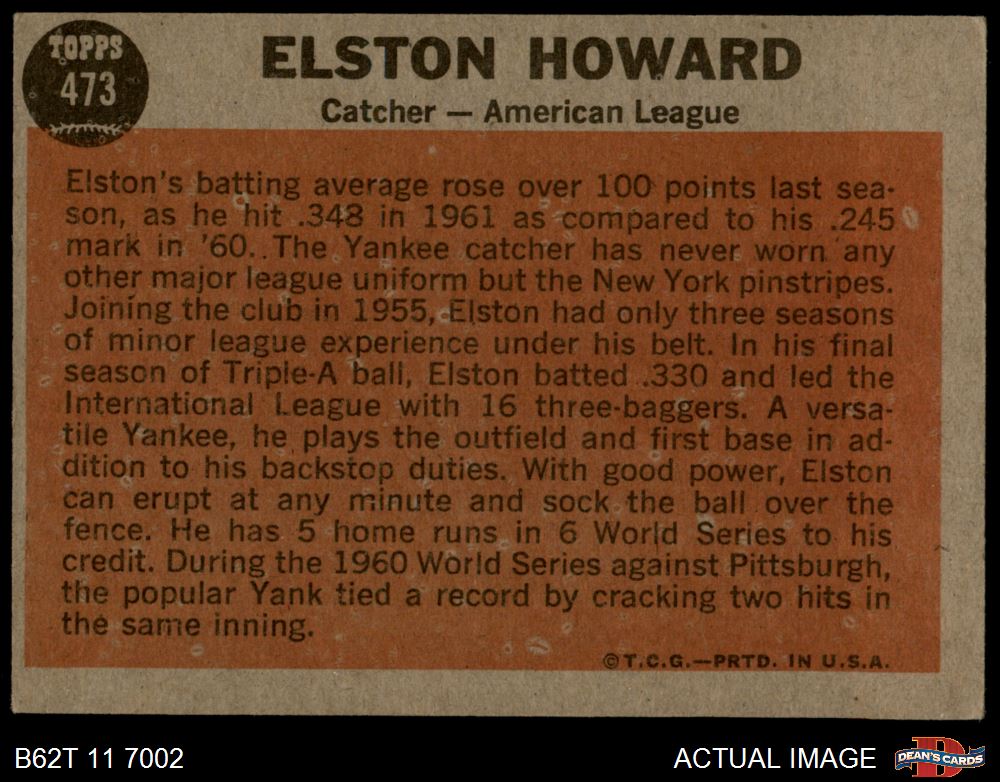 TOPPS
473
ELSTON HOWARD
Catcher — American League
Elston's batting average rose over 100 points last sea-
son, as he hit .348 in 1961 as compared to his .245
mark in '60. The Yankee catcher has never worn any
other major league uniform but the New York pinstripes.
Joining the club in 1955, Elston had only three seasons
of minor league experience under his belt. In his final
season of Triple-A ball, Elston batted .330 and led the
International League with 16 three-baggers. A versa-
tile Yankee, he plays the outfield and first base in ad-
dition to his backstop duties. With good power, Elston
can erupt at any minute and sock the ball over the
fence. He has 5 home runs in 6 World Series to his
credit. During the 1960 World Series against Pittsburgh,
the popular Yank tied a record by cracking two hits in
the same inning.
©T.C.G.—PRTD. IN U.S.A.
B62T 11 7002
ACTUAL IMAGE
D
DEAN'S CARDS